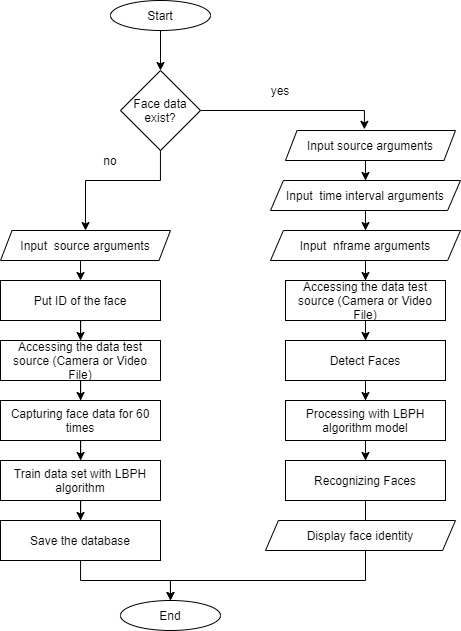 Start
Face data
exist?
yes
no
Input source arguments
Input time interval arguments
Input nframe arguments
Accessing the data test
source (Camera or Video
File)
Detect Faces
Processing with LBPH
algorithm model
Recognizing Faces
Display face identity
Input source arguments
Put ID of the face
Accessing the data test
source (Camera or Video
File)
Capturing face data for 60
times
Train data set with LBPH
algorithm
Save the database
End